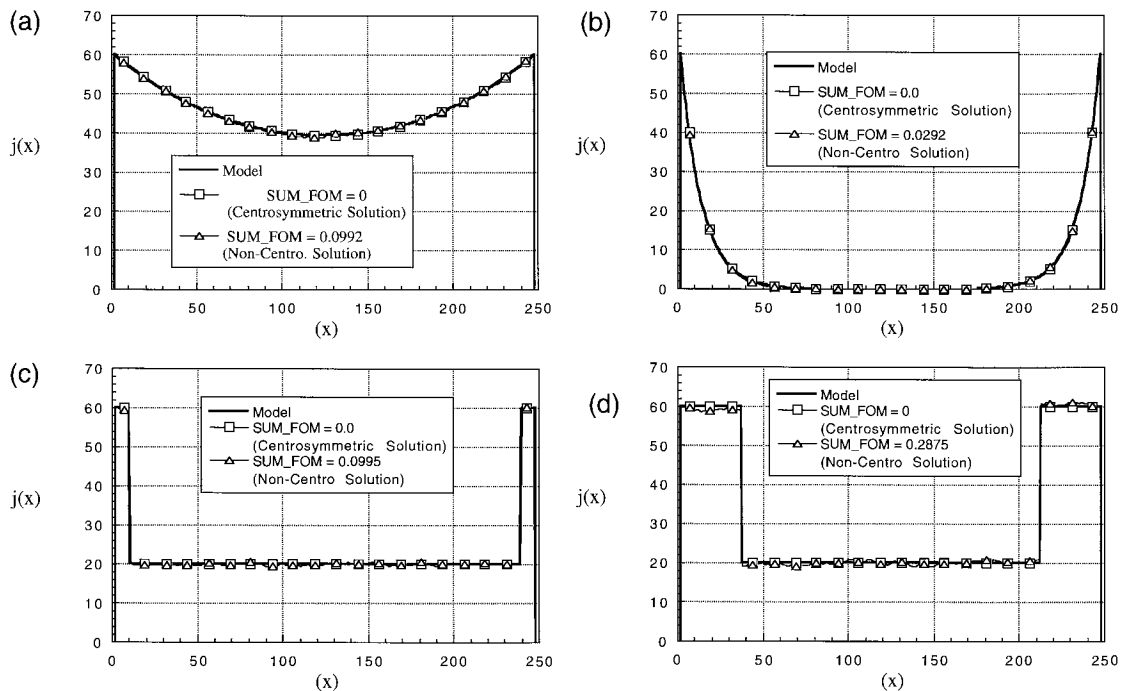 (a)
70
60
50
40
30
20
10
0
j(x)
Model
SUM_FOM = 0
(Centrosymmetric Solution)
SUM_FOM = 0.0992
(Non-Centro. Solution)
0 50 100 150 200 250
(x)
(b)
70
60
50
40
30
20
10
0
j(x)
Model
SUM_FOM = 0.0
(Centrosymmetric Solution)
SUM_FOM = 0.0292
(Non-Centro Solution)
0 50 100 150 200 250
(x)
(c)
70
60
50
40
30
20
10
0
j(x)
Model
SUM_FOM = 0.0
(Centrosymmetric Solution)
SUM_FOM = 0.0995
(Non-Centro Solution)
0 50 100 150 200 250
(x)
(d)
70
60
50
40
30
20
10
0
j(x)
Model
SUM_FOM = 0
(Centrosymmetric Solution)
SUM_FOM = 0.2875
(Non-Centro Solution)
0 50 100 150 200 250
(x)